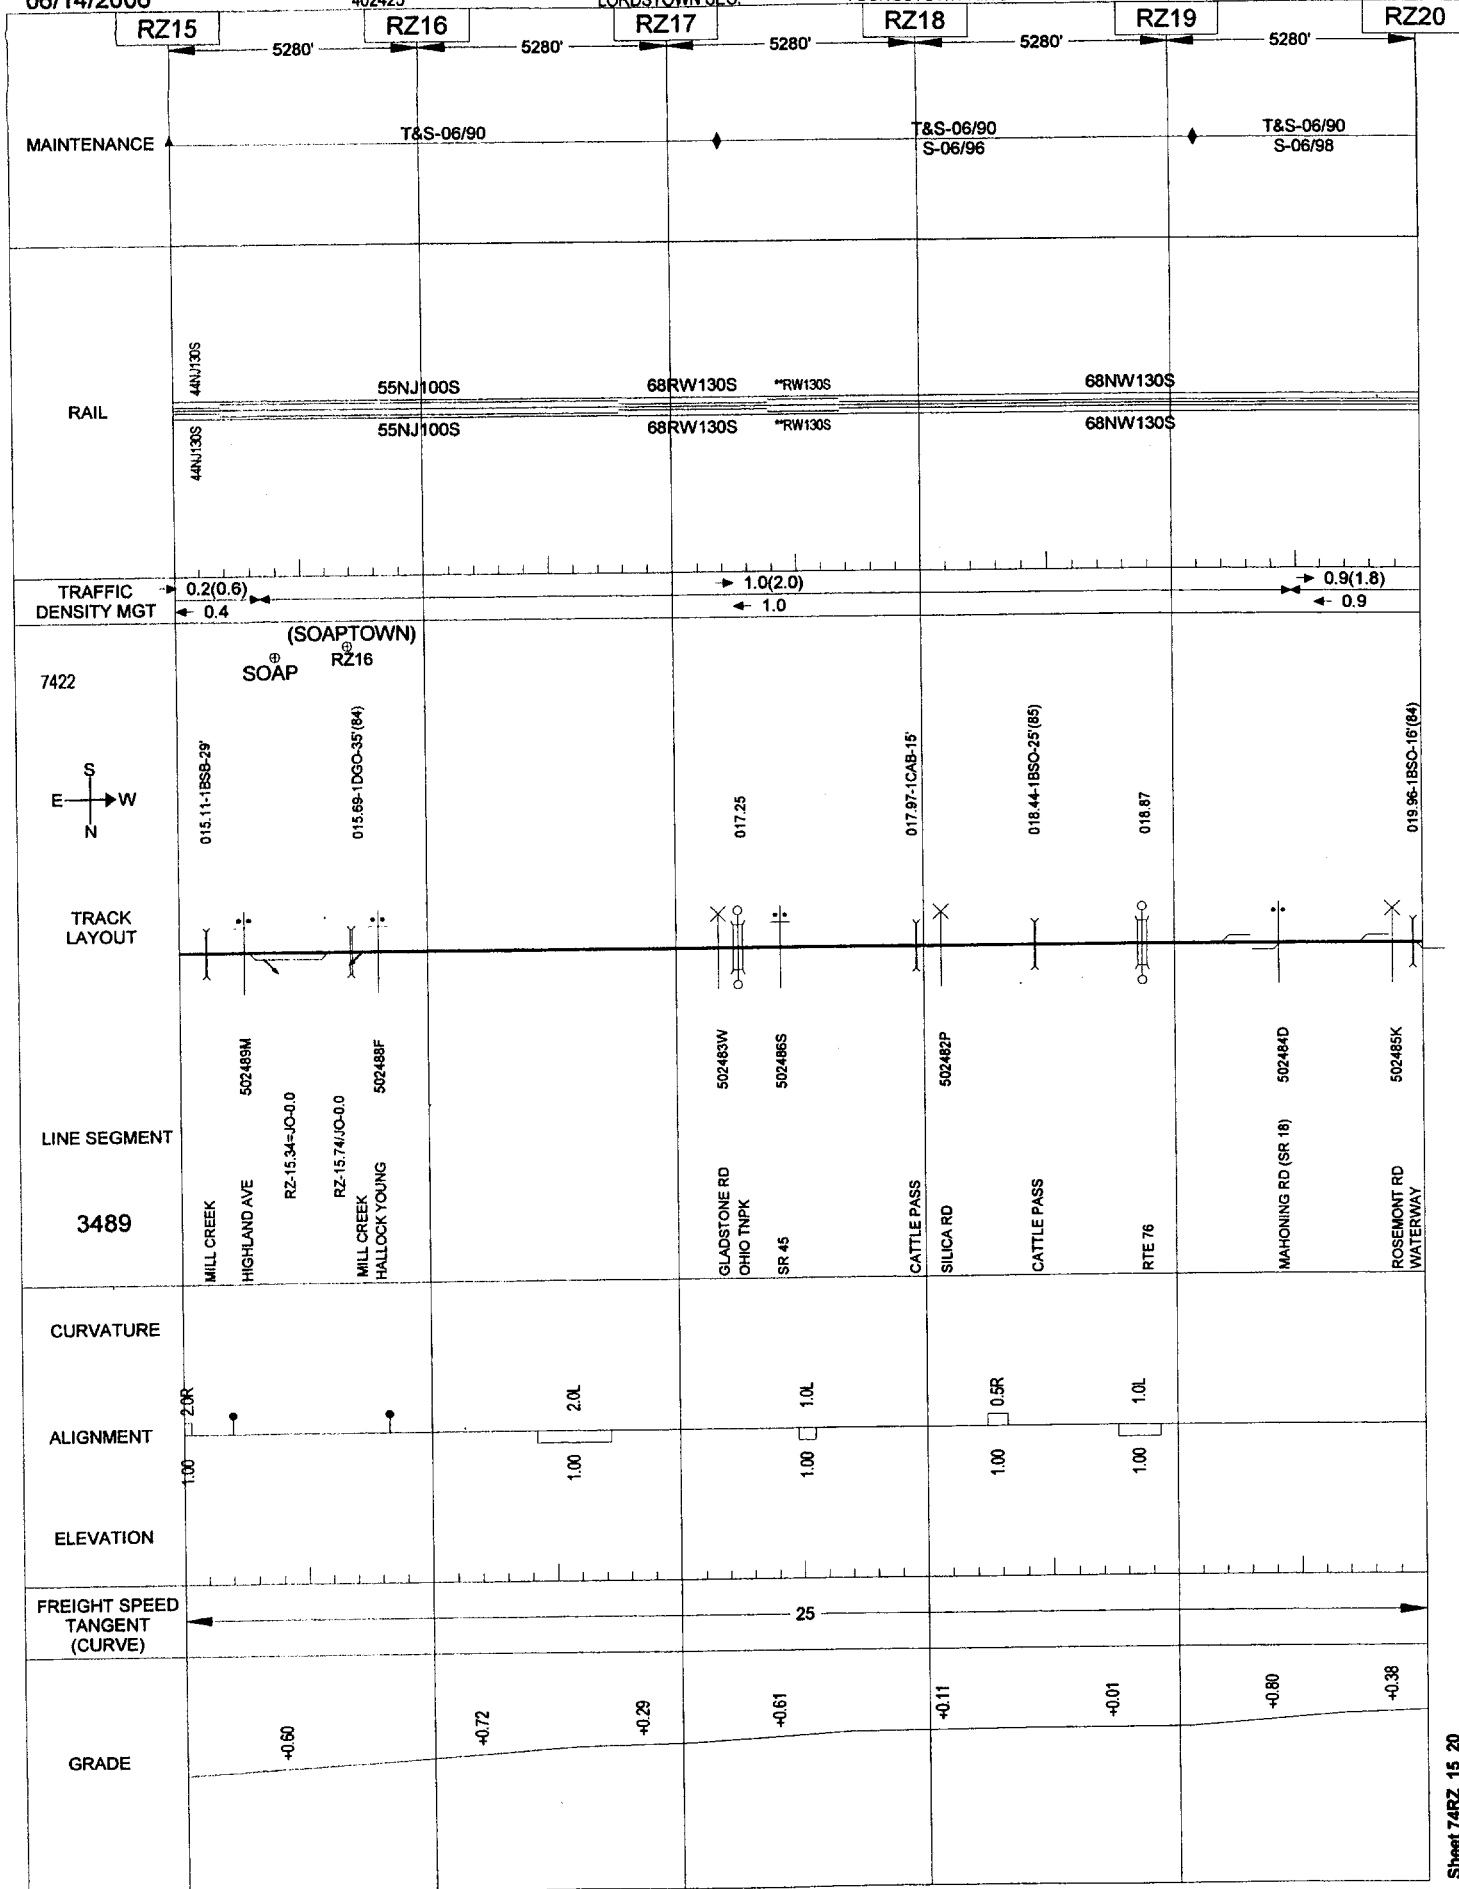 06/14/2006
402425
LORDSTOWN SEC.
RZ15
RZ16
RZ17
RZ18
RZ19
RZ20
5280'
5280'
5280'
5280'
5280'
MAINTENANCE
T&S-06/90
T&S-06/90
S-06/96
T&S-06/90
S-06/98
RAIL
44NJ130S
55NJ100S
68RW130S
**RW130S
68NW130S
44NJ130S
55NJ100S
68RW130S
**RW130S
68NW130S
TRAFFIC
DENSITY MGT
0.2(0.6)
0.4
1.0(2.0)
1.0
0.9(1.8)
0.9
(SOAPTOWN)
SOAP
RZ16
7422
S
E
W
N
015.11-1BSB-29'
015.69-1DGO-35'(84)
017.25
017.97-1CAB-15'
018.44-1BSO-25'(85)
018.87
019.96-1BSO-16'(84)
TRACK
LAYOUT
502489M
502488F
502483W
502486S
502482P
502484D
502485K
LINE SEGMENT
3489
MILL CREEK
HIGHLAND AVE
RZ-15.34=JO-0.0
RZ-15.74/JO-0.0
MILL CREEK
HALLOCK YOUNG
GLADSTONE RD
OHIO TNPK
SR 45
CATTLE PASS
SILICA RD
CATTLE PASS
RTE 76
MAHONING RD (SR 18)
ROSEMONT RD
WATERWAY
CURVATURE
2.0R
2.0L
1.0L
0.5R
1.0L
ALIGNMENT
1.00
1.00
1.00
1.00
1.00
ELEVATION
FREIGHT SPEED
TANGENT
(CURVE)
25
GRADE
+0.60
+0.72
+0.29
+0.61
+0.11
+0.01
+0.80
+0.38
Sheet 74RZ_15_20